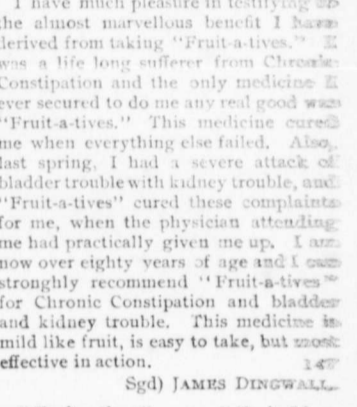 I have much pleasure in testifying to
the almost marvellous benefit I have
derived from taking "Fruit-a-tives." I
was a life long sufferer from Chronic
Constipation and the only medicine I
ever secured to do me any real good was
"Fruit-a-tives." This medicine cured
me when everything else failed. Also,
last spring, I had a severe attack of
bladder trouble with kidney trouble, and
"Fruit-a-tives" cured these complaints
for me, when the physician attending
me had practically given me up. I am
now over eighty years of age and I can
stronghly recommend "Fruit-a-tives"
for Chronic Constipation and bladder
and kidney trouble. This medicine is
mild like fruit, is easy to take, but most
effective in action. 147
Sgd) JAMES DINGWALL.